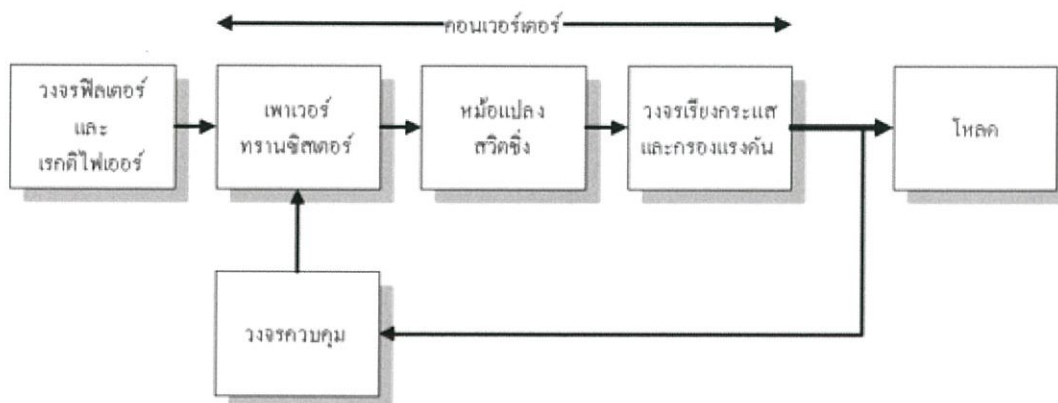 คอนเวอร์เตอร์
วงจรฟิลเตอร์
และ
เรกติไฟเออร์
เพาเวอร์
ทรานซิสเตอร์
หม้อแปลง
สวิตชิ่ง
วงจรเรียงกระแส
และกรองแรงดัน
โหลด
วงจรควบคุม